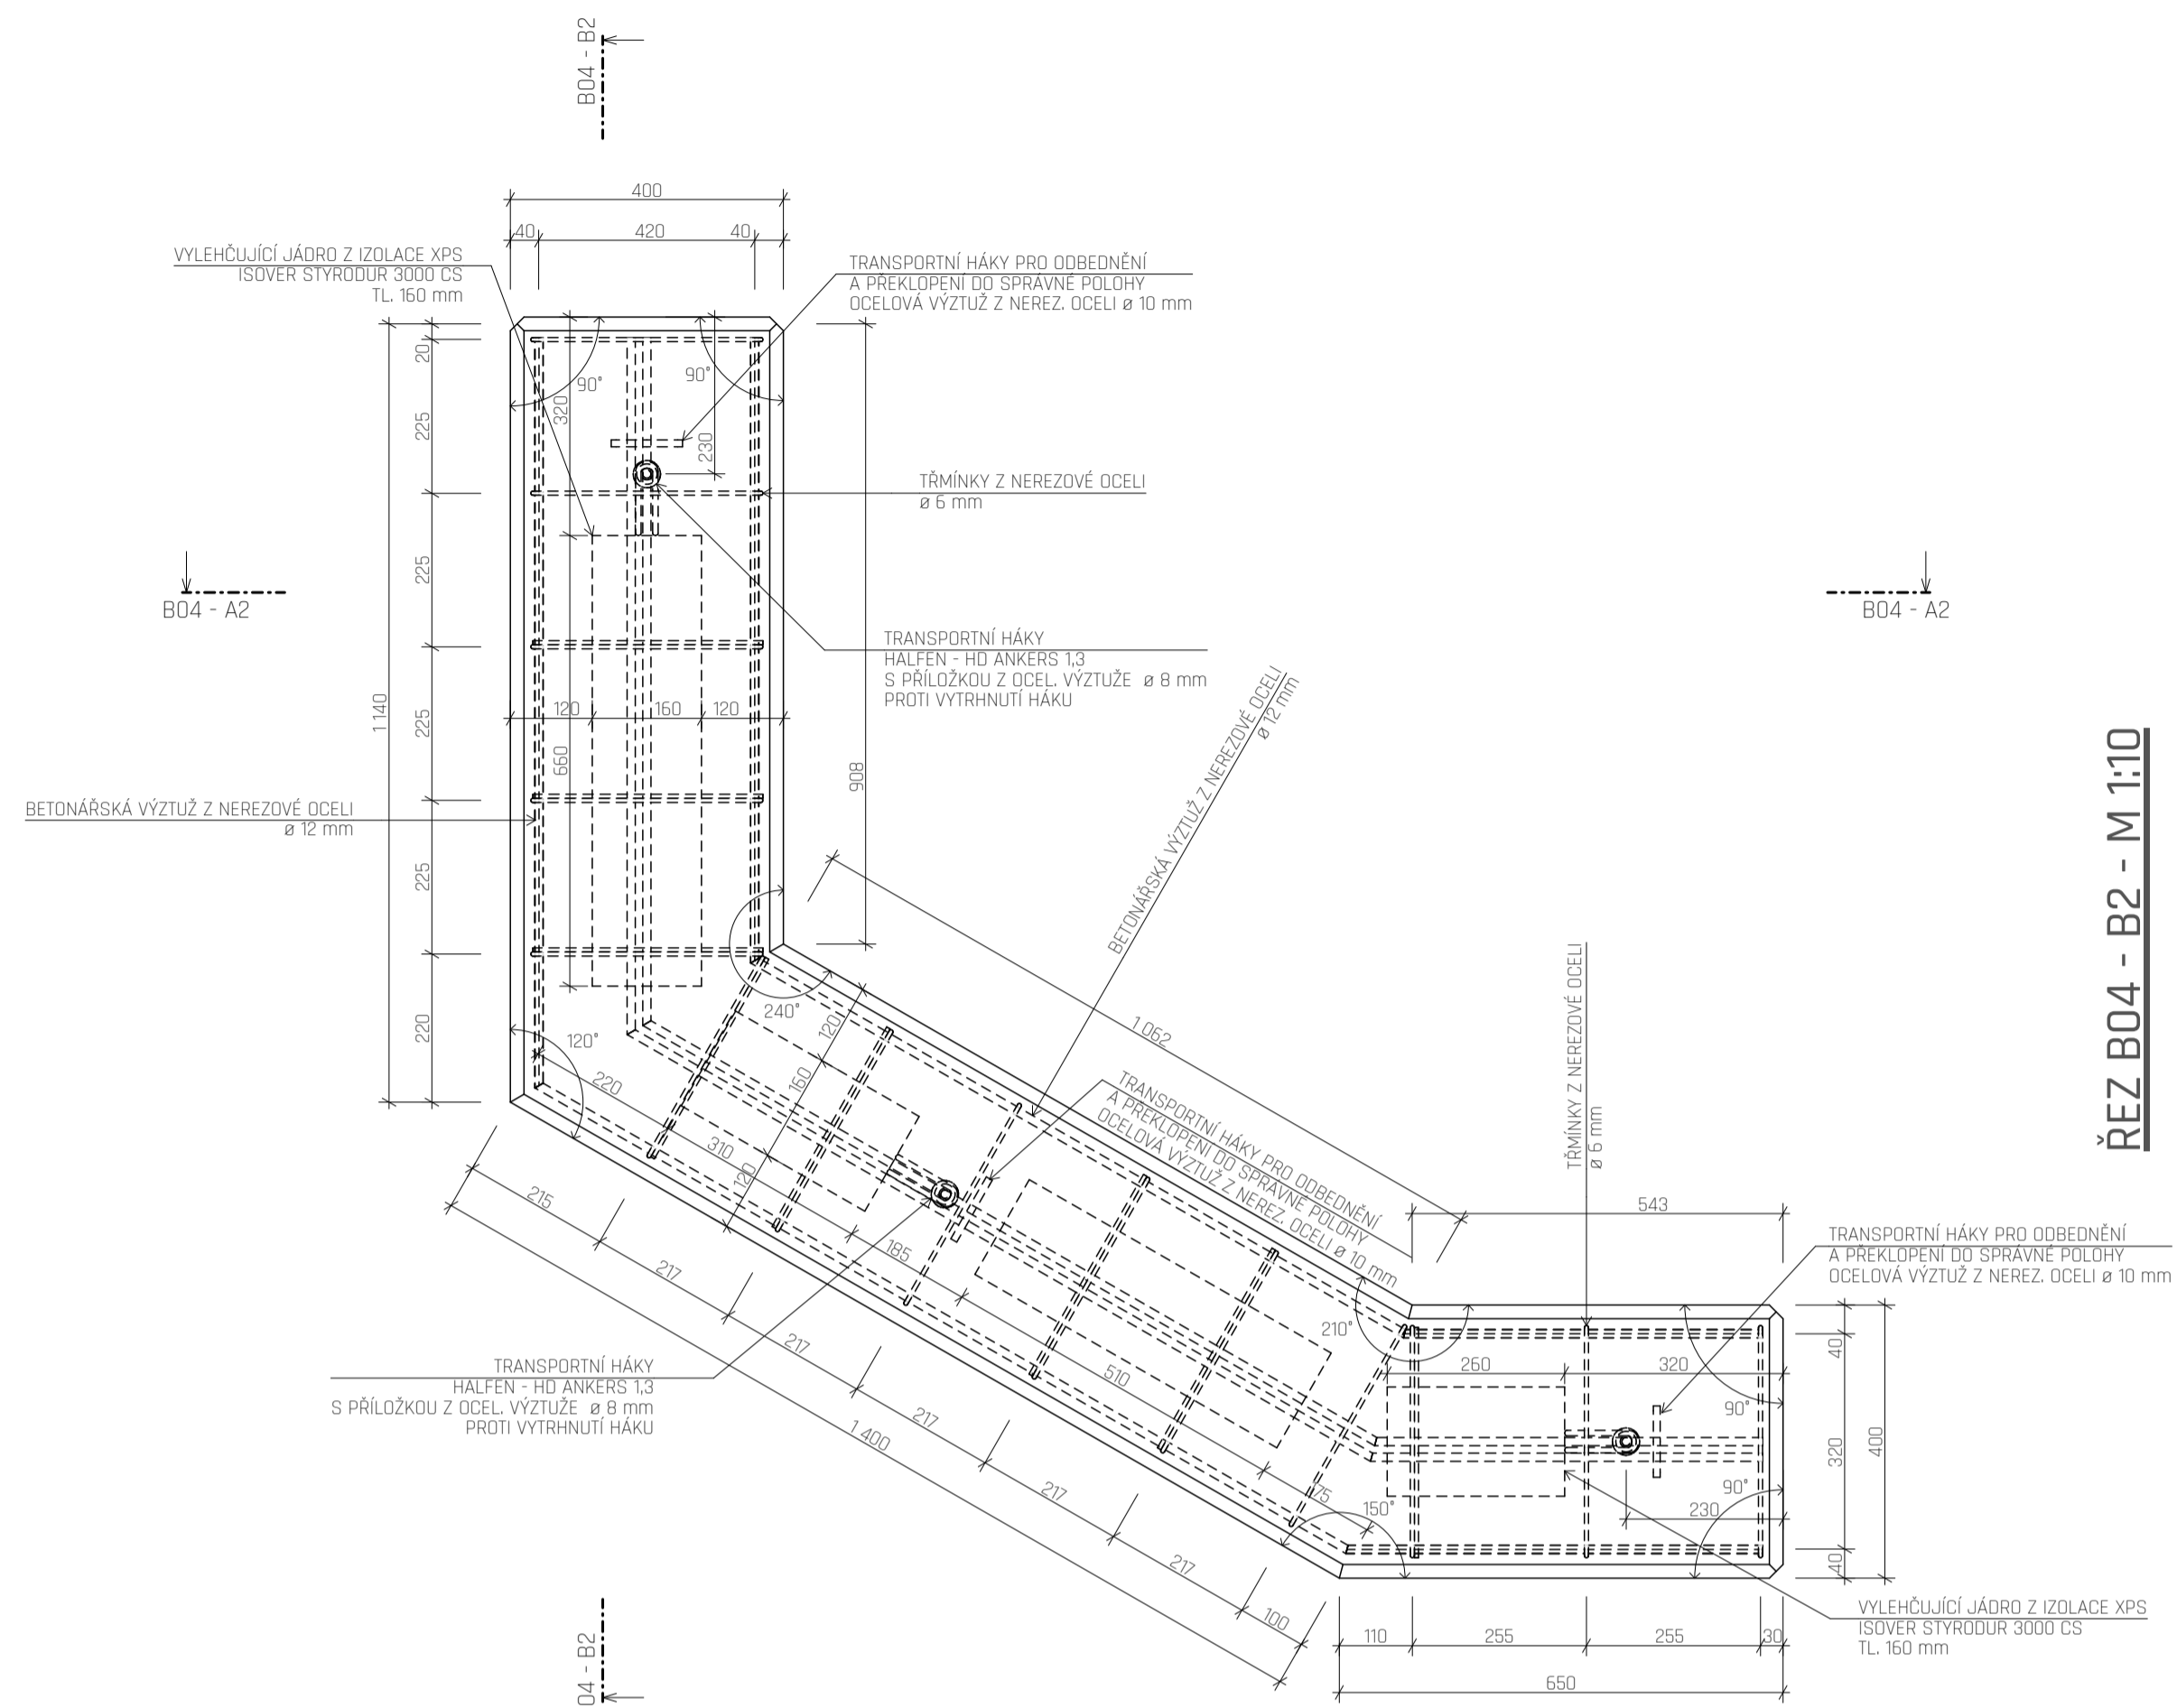 B04 - B2
400
40
420
40
VYLEHČUJÍCÍ JÁDRO Z IZOLACE XPS
ISOVER STYRODUR 3000 CS
TL. 160 mm
TRANSPORTNÍ HÁKY PRO ODBEDNĚNÍ
A PŘEKLOPENÍ DO SPRÁVNÉ POLOHY
OCELOVÁ VÝZTUŽ Z NEREZ. OCELI ø 10 mm
20
90°
90°
320
225
230
TŘMÍNKY Z NEREZOVÉ OCELI
ø 6 mm
225
B04 - A2
B04 - A2
TRANSPORTNÍ HÁKY
HALFEN - HD ANKERS 1,3
S PŘÍLOŽKOU Z OCEL. VÝZTUŽE ø 8 mm
PROTI VYTRHNUTÍ HÁKU
1 140
225
120
160
120
660
908
BETONÁŘSKÁ VÝZTUŽ Z NEREZOVÉ OCELI
ø 12 mm
BETONÁŘSKÁ VÝZTUŽ Z NEREZOVÉ OCELI
ø 12 mm
225
220
240°
120°
120
160
120
220
310
185
510
75
1 062
TRANSPORTNÍ HÁKY PRO ODBEDNĚNÍ
A PŘEKLOPENÍ DO SPRÁVNÉ POLOHY
OCELOVÁ VÝZTUŽ Z NEREZ. OCELI ø 10 mm
TŘMÍNKY Z NEREZOVÉ OCELI
ø 6 mm
ŘEZ B04 - B2 - M 1:10
543
TRANSPORTNÍ HÁKY PRO ODBEDNĚNÍ
A PŘEKLOPENÍ DO SPRÁVNÉ POLOHY
OCELOVÁ VÝZTUŽ Z NEREZ. OCELI ø 10 mm
215
217
217
217
217
217
100
1 400
TRANSPORTNÍ HÁKY
HALFEN - HD ANKERS 1,3
S PŘÍLOŽKOU Z OCEL. VÝZTUŽE ø 8 mm
PROTI VYTRHNUTÍ HÁKU
210°
260
320
40
90°
320
400
90°
230
150°
40
VYLEHČUJÍCÍ JÁDRO Z IZOLACE XPS
ISOVER STYRODUR 3000 CS
TL. 160 mm
110
255
255
30
650
04 - B2